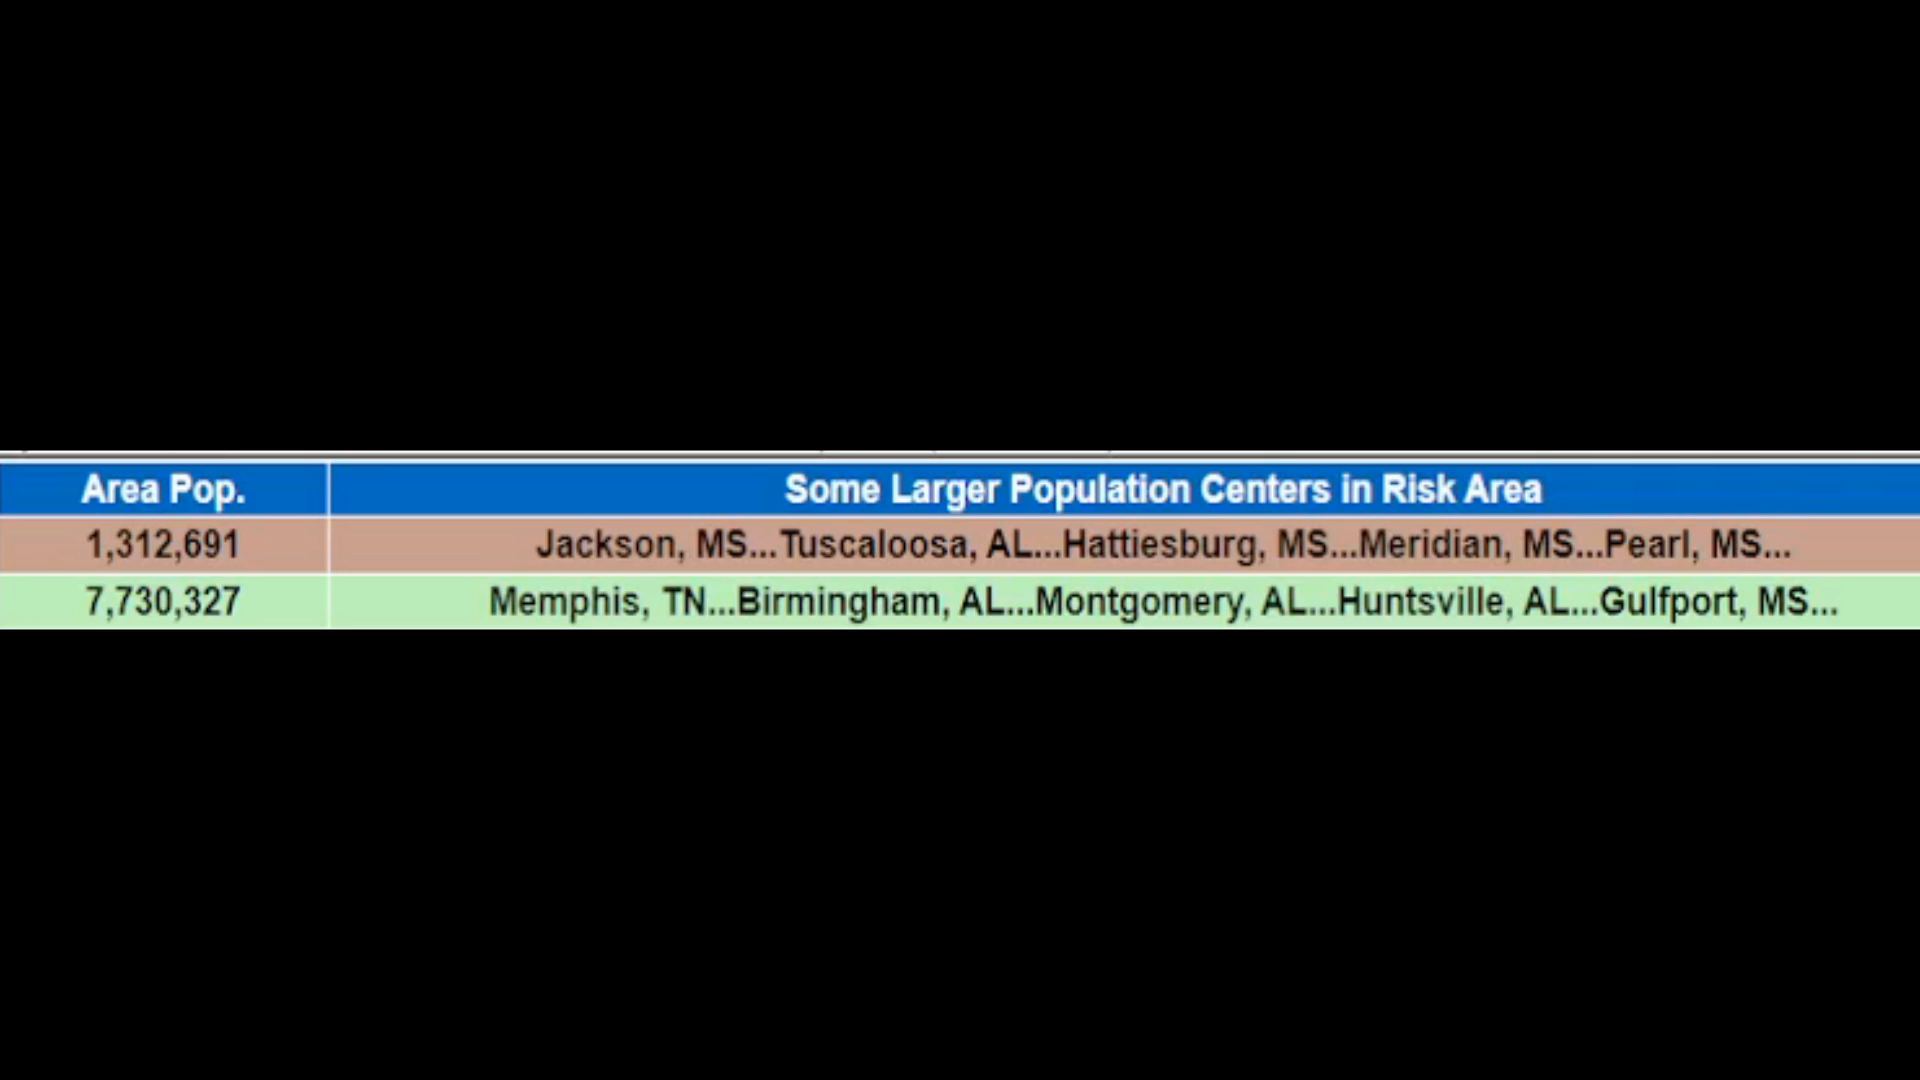 Area Pop. Some Larger Population Centers in Risk Area
1,312,691 Jackson, MS...Tuscaloosa, AL...Hattiesburg, MS...Meridian, MS...Pearl, MS...
7,730,327 Memphis, TN...Birmingham, AL...Montgomery, AL...Huntsville, AL...Gulfport, MS...